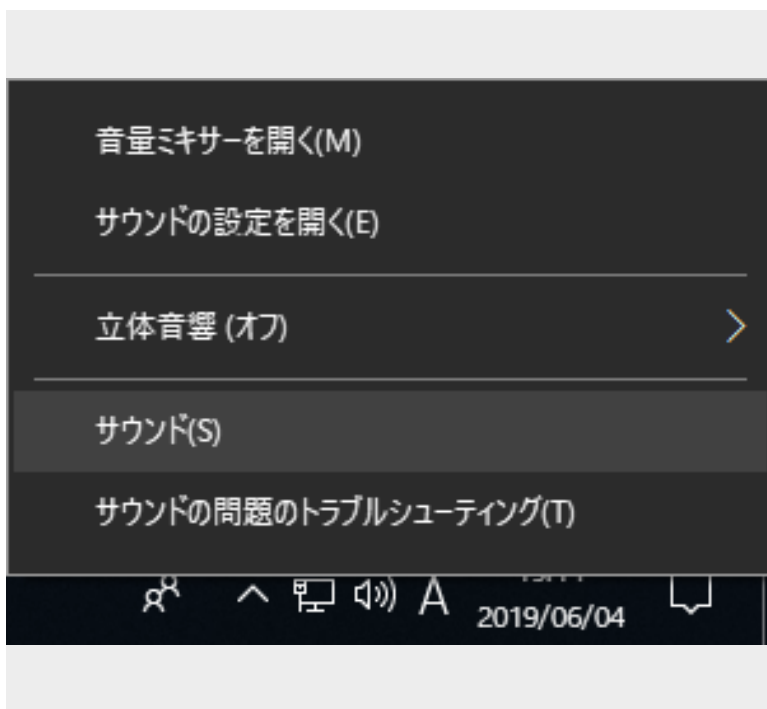 音量ミキサーを開く(M)
サウンドの設定を開く(E)
立体音響 (オフ)
サウンド(S)
サウンドの問題のトラブルシューティング(T)
A
2019/06/04